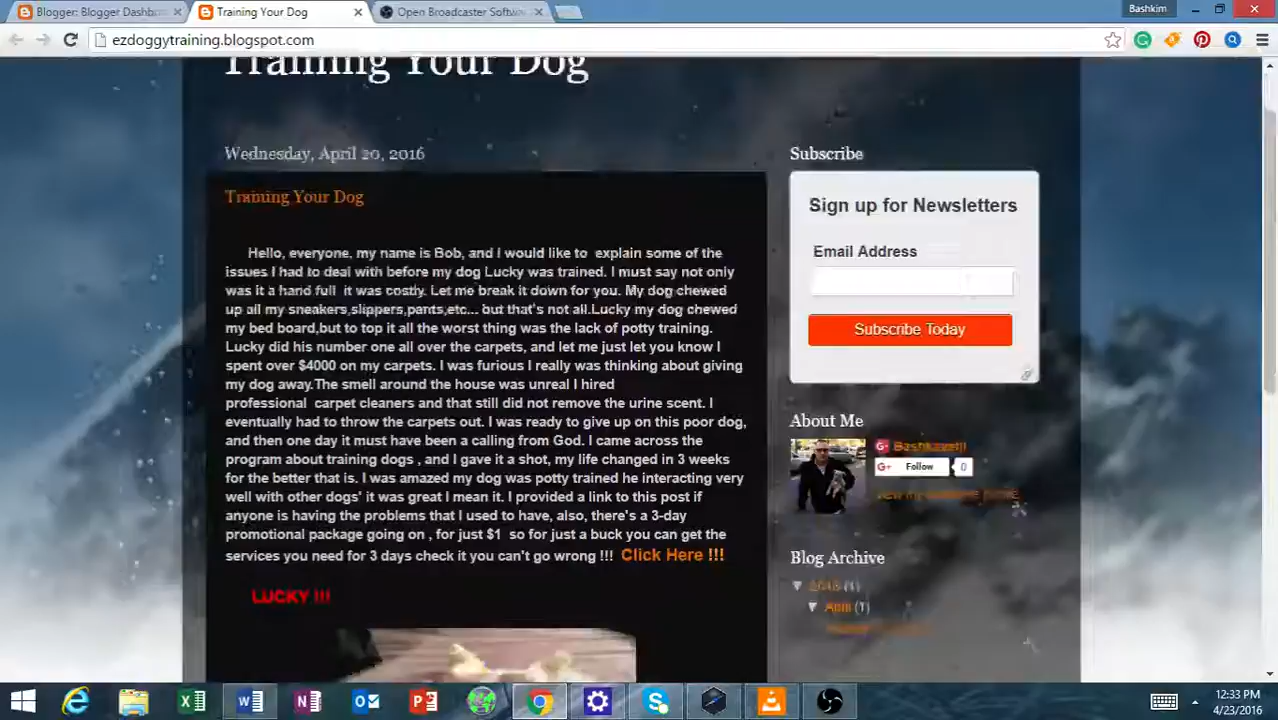 Blogger: Blogger Dashb
Training Your Dog
Open Broadcaster Softw
Bashkim
ezdoggytraining.blogspot.com
Training Your Dog
Wednesday, April 20, 2016
Training Your Dog
Hello, everyone, my name is Bob, and I would like to explain some of the
issues I had to deal with before my dog Lucky was trained. I must say not only
was it a hand full it was costly. Let me break it down for you. My dog chewed
up all my sneakers,slippers,pants,etc... but that's not all.Lucky my dog chewed
my bed board,but to top it all the worst thing was the lack of potty training.
Lucky did his number one all over the carpets, and let me just let you know I
spent over $4000 on my carpets. I was furious I really was thinking about giving
my dog away.The smell around the house was unreal I hired
professional carpet cleaners and that still did not remove the urine scent. I
eventually had to throw the carpets out. I was ready to give up on this poor dog,
and then one day it must have been a calling from God. I came across the
program about training dogs , and I gave it a shot, my life changed in 3 weeks
for the better that is. I was amazed my dog was potty trained he interacting very
well with other dogs' it was great I mean it. I provided a link to this post if
anyone is having the problems that I used to have, also, there's a 3-day
promotional package going on , for just $1 so for just a buck you can get the
services you need for 3 days check it you can't go wrong !!! Click Here !!!
LUCKY !!!
Subscribe
Sign up for Newsletters
Email Address
Subscribe Today
About Me
Follow
0
Blog Archive
(1)
April (1)
12:33 PM
4/23/2016